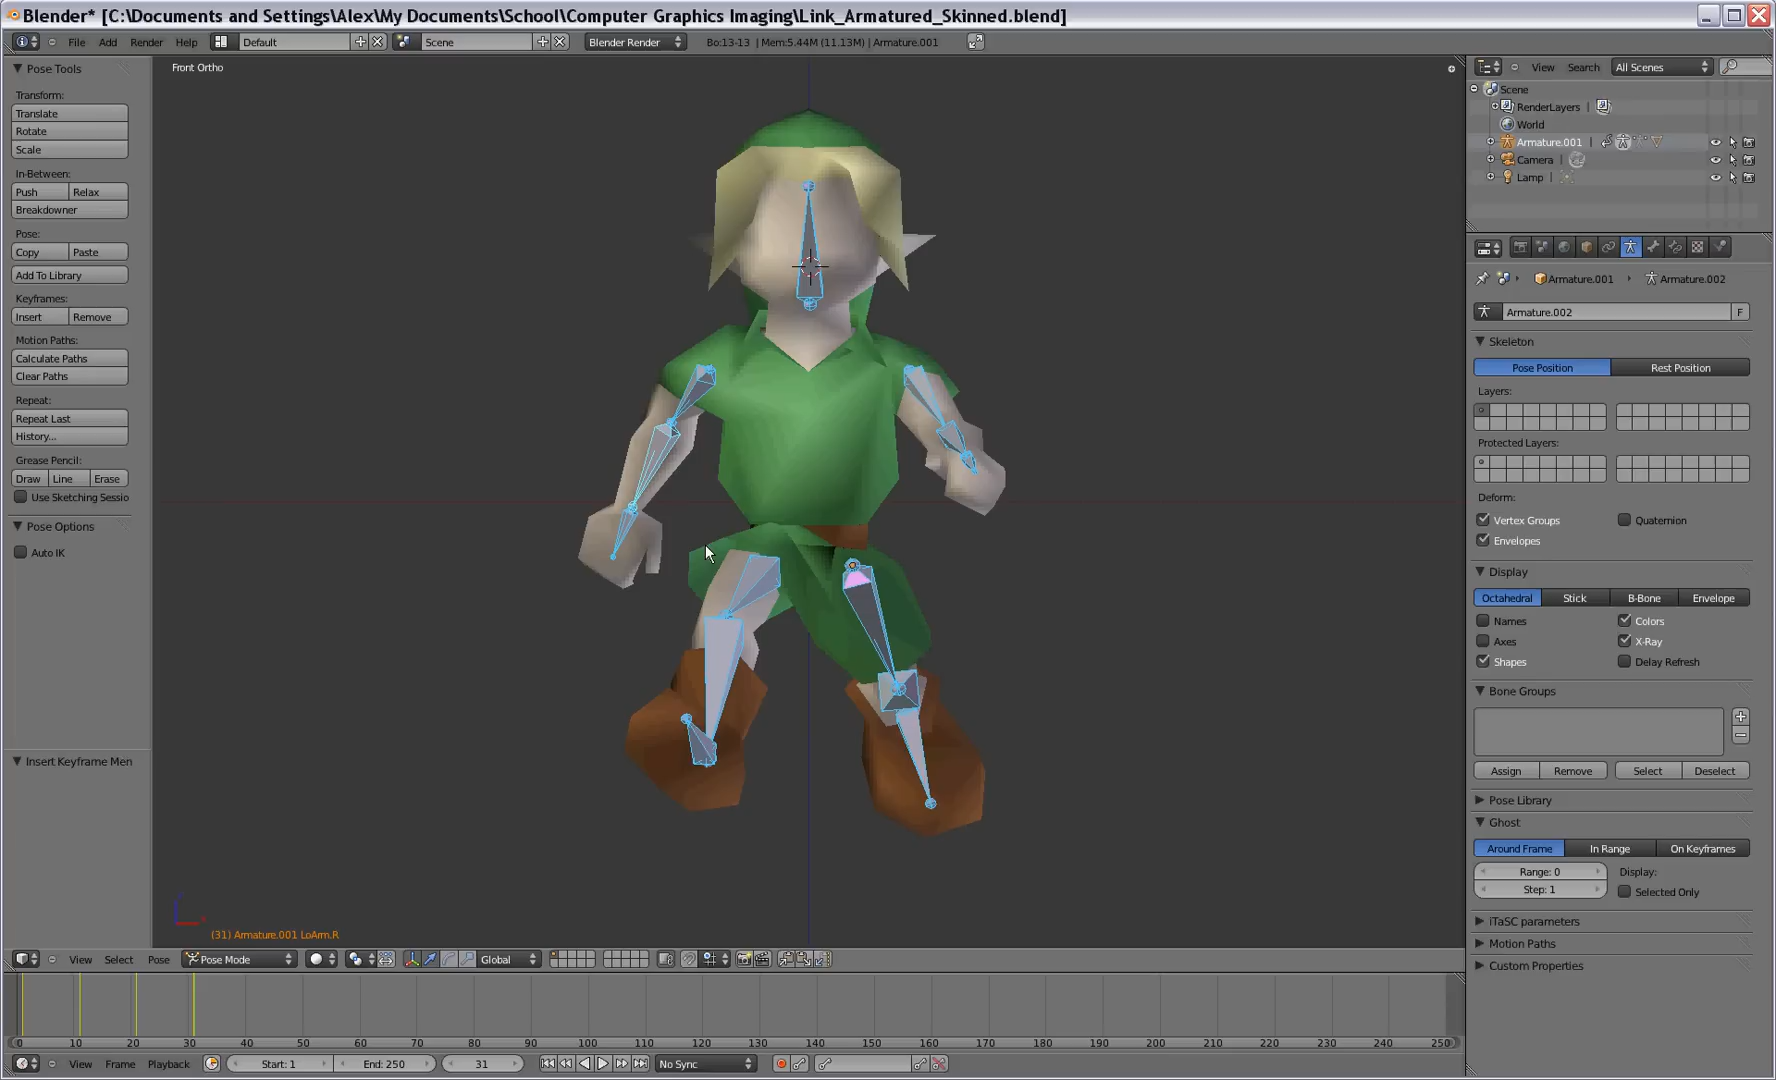 Blender* [C:\Documents and Settings\Alex\My Documents\School\Computer Graphics Imaging\Link_Armatured_Skinned.blend]
File Add Render Help Default Scene Blender Render Bo:13-13 | Mem:5.44M (11.13M) | Armature.001
Pose Tools
Transform:
Translate
Rotate
Scale
In-Between:
Push Relax
Breakdowner
Pose:
Copy Paste
Add To Library
Keyframes:
Insert Remove
Motion Paths:
Calculate Paths
Clear Paths
Repeat:
Repeat Last
History...
Grease Pencil:
Draw Line Erase
Use Sketching Sessio
Pose Options
Auto IK
Insert Keyframe Men
Front Ortho
(31) Armature.001 LoArm.R
View Select Pose Pose Mode Global
0 10 20 30 40 50 60 70 80 90 100 110 120 130 140 150 160 170 180 190 200 210 220 230 240 250
View Frame Playback Start: 1 End: 250 31 No Sync
View Search All Scenes
Scene
RenderLayers |
World
Armature.001 |
Camera |
Lamp |
Armature.001 Armature.002
Armature.002 F
Skeleton
Pose Position Rest Position
Layers:
Protected Layers:
Deform:
Vertex Groups Quaternion
Envelopes
Display
Octahedral Stick B-Bone Envelope
Names Colors
Axes X-Ray
Shapes Delay Refresh
Bone Groups
Assign Remove Select Deselect
Pose Library
Ghost
Around Frame In Range On Keyframes
Range: 0 Display:
Step: 1 Selected Only
iTaSC parameters
Motion Paths
Custom Properties